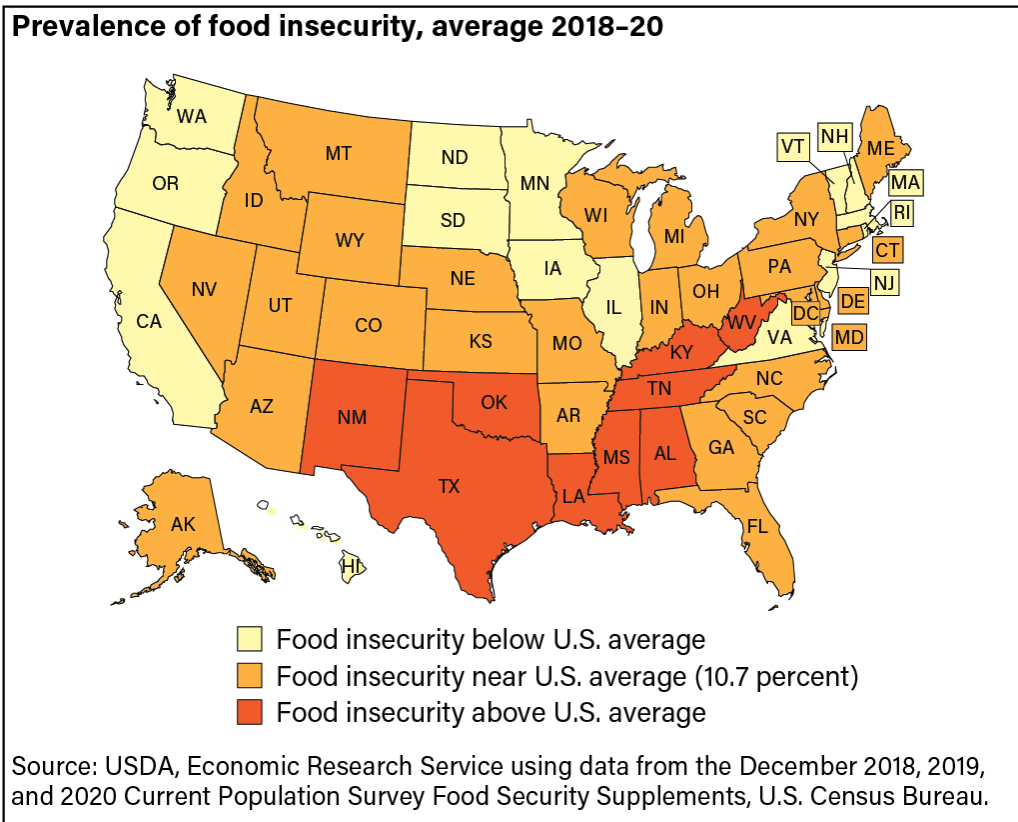 Prevalence of food insecurity, average 2018–20
WA
OR
CA
ID
NV
MT
WY
UT
AZ
CO
NM
ND
SD
NE
KS
OK
TX
MN
IA
MO
AR
LA
WI
IL
MI
IN
OH
KY
TN
MS
AL
WV
VA
NC
SC
GA
FL
PA
NY
VT
NH
ME
MA
RI
CT
NJ
DE
DC
MD
AK
HI
Food insecurity below U.S. average
Food insecurity near U.S. average (10.7 percent)
Food insecurity above U.S. average
Source: USDA, Economic Research Service using data from the December 2018, 2019,
and 2020 Current Population Survey Food Security Supplements, U.S. Census Bureau.